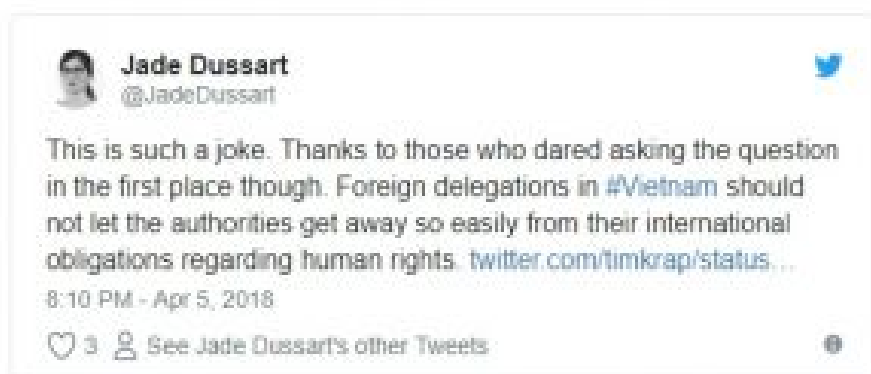 Jade Dussart
@JadeDussart
This is such a joke. Thanks to those who dared asking the question
in the first place though. Foreign delegations in #Vietnam should
not let the authorities get away so easily from their international
obligations regarding human rights. twitter.com/timkrap/status…
8:10 PM - Apr 5, 2018
3 See Jade Dussart's other Tweets